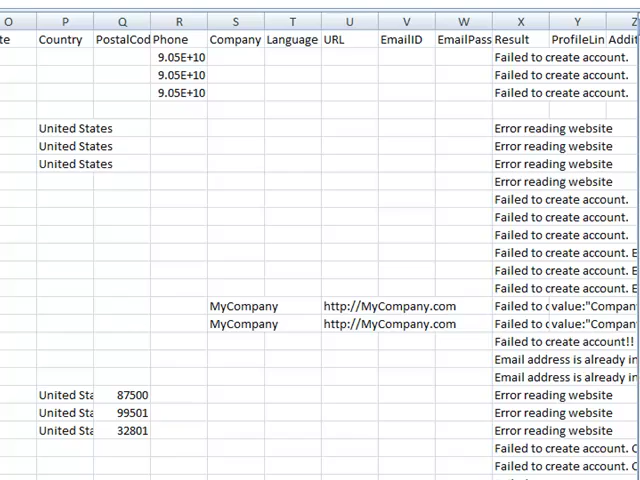 O P Q R S T U V W X Y Z
te Country PostalCod Phone Company Language URL EmailID EmailPass Result ProfileLin Addit
9.05E+10 Failed to create account.
9.05E+10 Failed to create account.
9.05E+10 Failed to create account.
United States Error reading website
United States Error reading website
United States Error reading website
Error reading website
Failed to create account.
Failed to create account.
Failed to create account.
Failed to create account. E
Failed to create account. E
Failed to create account. E
MyCompany http://MyCompany.com Failed to c value:"Compan
MyCompany http://MyCompany.com Failed to c value:"Compan
Failed to create account!!
Email address is already in
Email address is already in
United Sta 87500 Error reading website
United Sta 99501 Error reading website
United Sta 32801 Error reading website
Failed to create account. C
Failed to create account. C